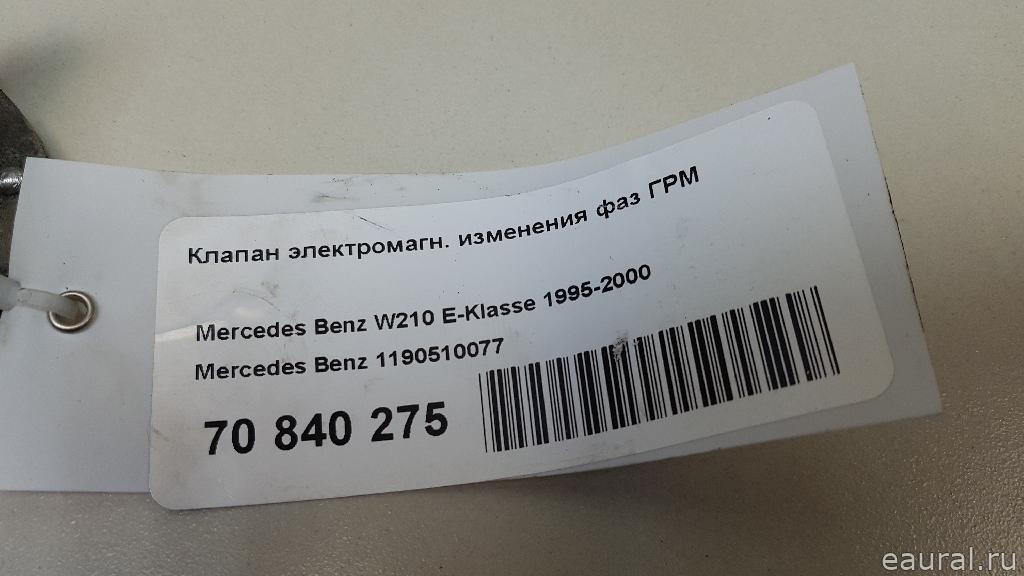 Клапан электромагн. изменения фаз ГРМ
Mercedes Benz W210 E-Klasse 1995-2000
Mercedes Benz 1190510077
70 840 275
eaural.ru